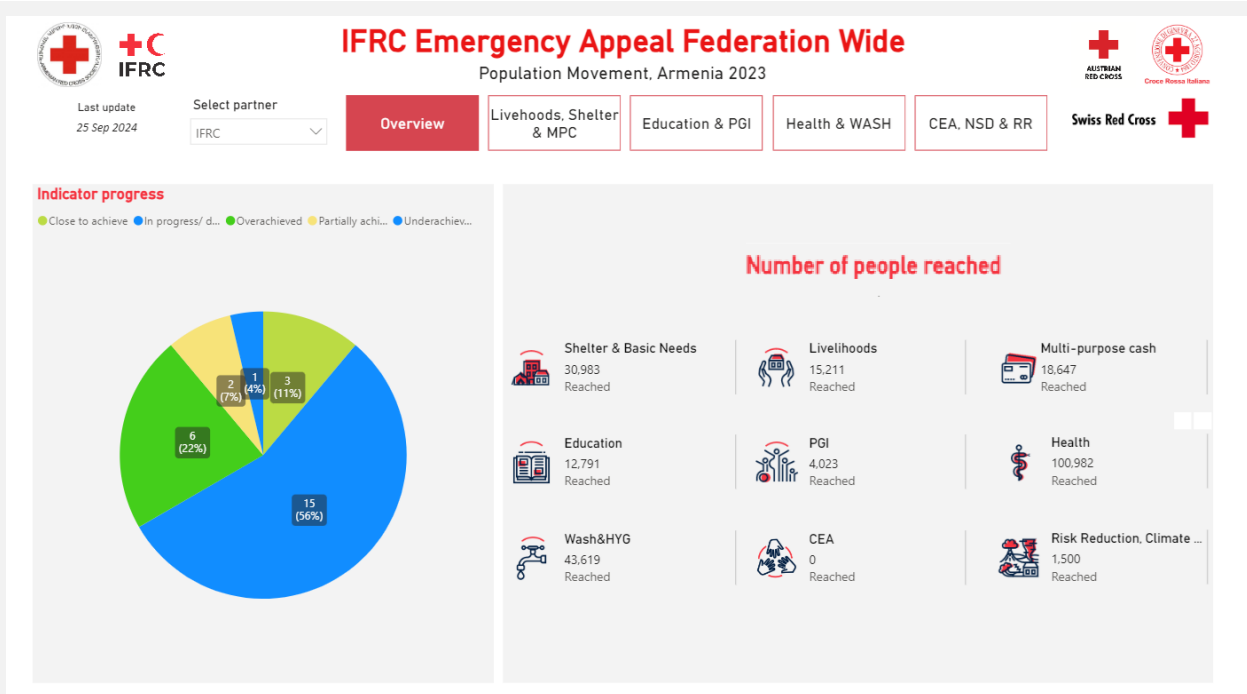 IFRC Emergency Appeal Federation Wide
Population Movement, Armenia 2023
IFRC
AUSTRIAN
RED CROSS
Croce Rossa Italiana
Last update
25 Sep 2024
Select partner
IFRC
Overview
Livehoods, Shelter
& MPC
Education & PGI
Health & WASH
CEA, NSD & RR
Swiss Red Cross
Indicator progress
Close to achieve In progress/ d... Overachieved Partially achi... Underachiev...
2
(7%)
1
(4%)
3
(11%)
6
(22%)
15
(56%)
Number of people reached
Shelter & Basic Needs
30,983
Reached
Livelihoods
15,211
Reached
Multi-purpose cash
18,647
Reached
Education
12,791
Reached
PGI
4,023
Reached
Health
100,982
Reached
Wash&HYG
43,619
Reached
CEA
0
Reached
Risk Reduction, Climate ...
1,500
Reached